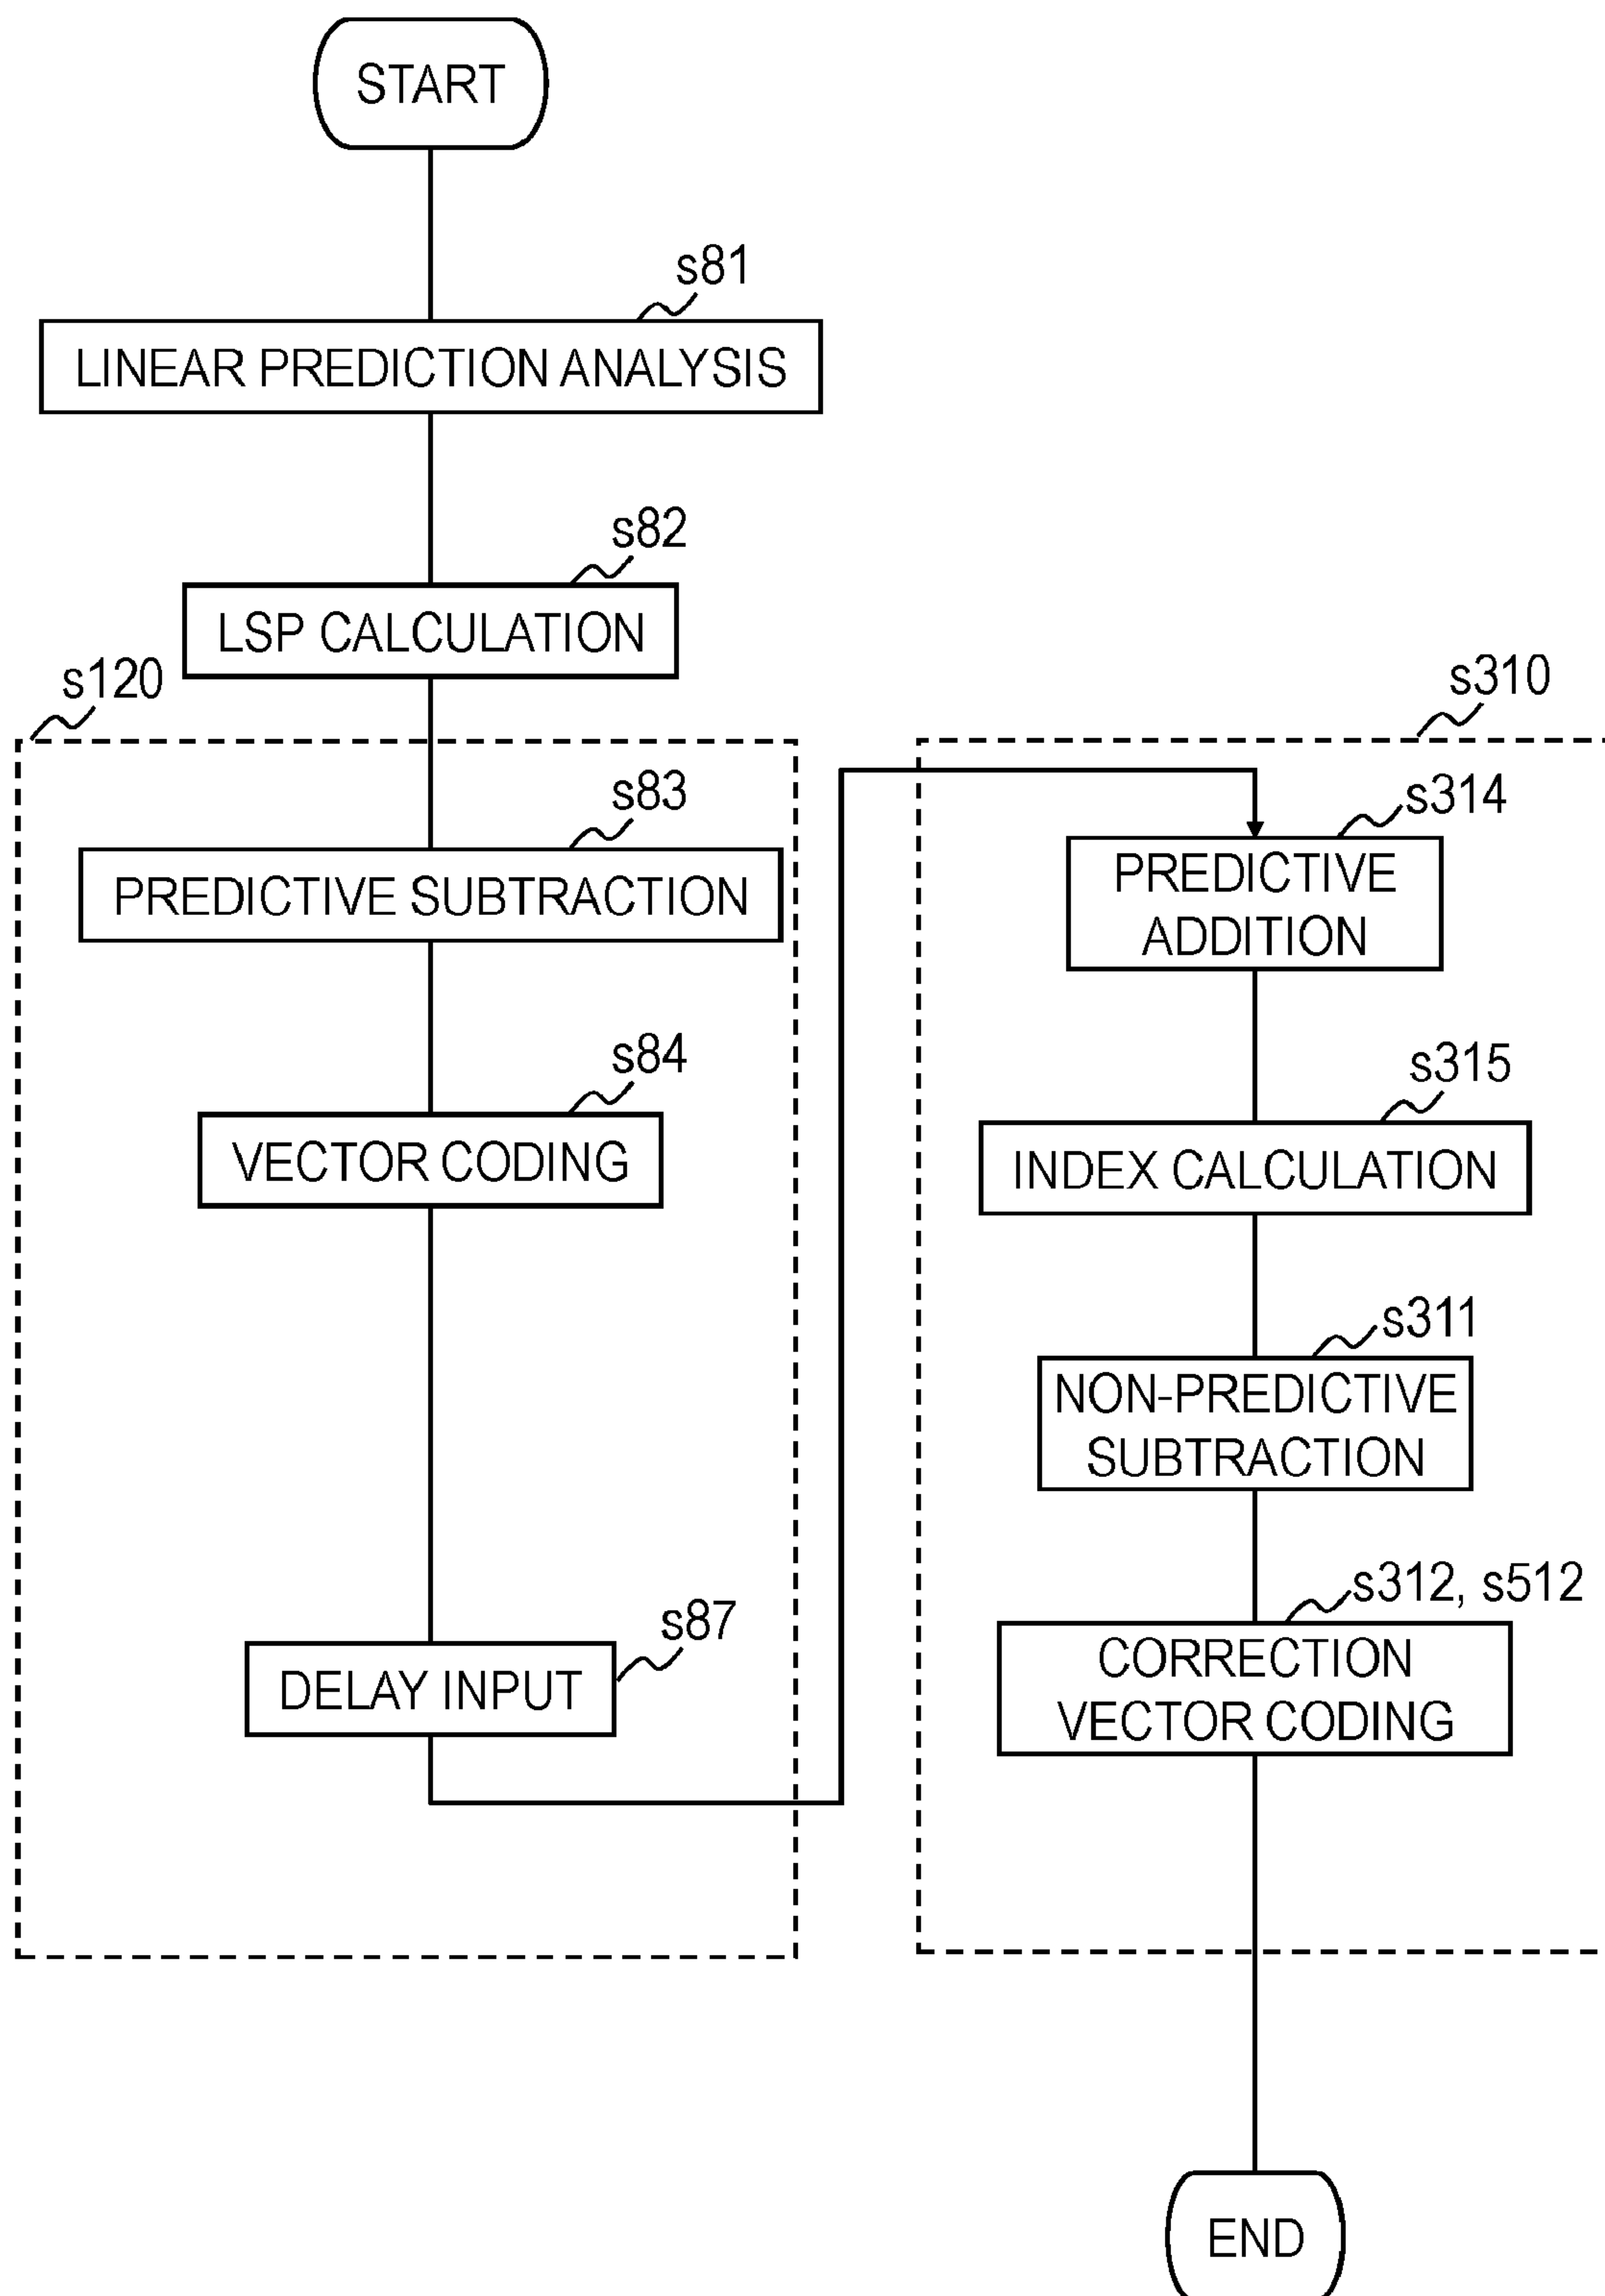 START
s81
LINEAR PREDICTION ANALYSIS
s82
LSP CALCULATION
s120
s83
PREDICTIVE SUBTRACTION
s84
VECTOR CODING
s87
DELAY INPUT
s310
s314
PREDICTIVE
ADDITION
s315
INDEX CALCULATION
s311
NON-PREDICTIVE
SUBTRACTION
s312, s512
CORRECTION
VECTOR CODING
END